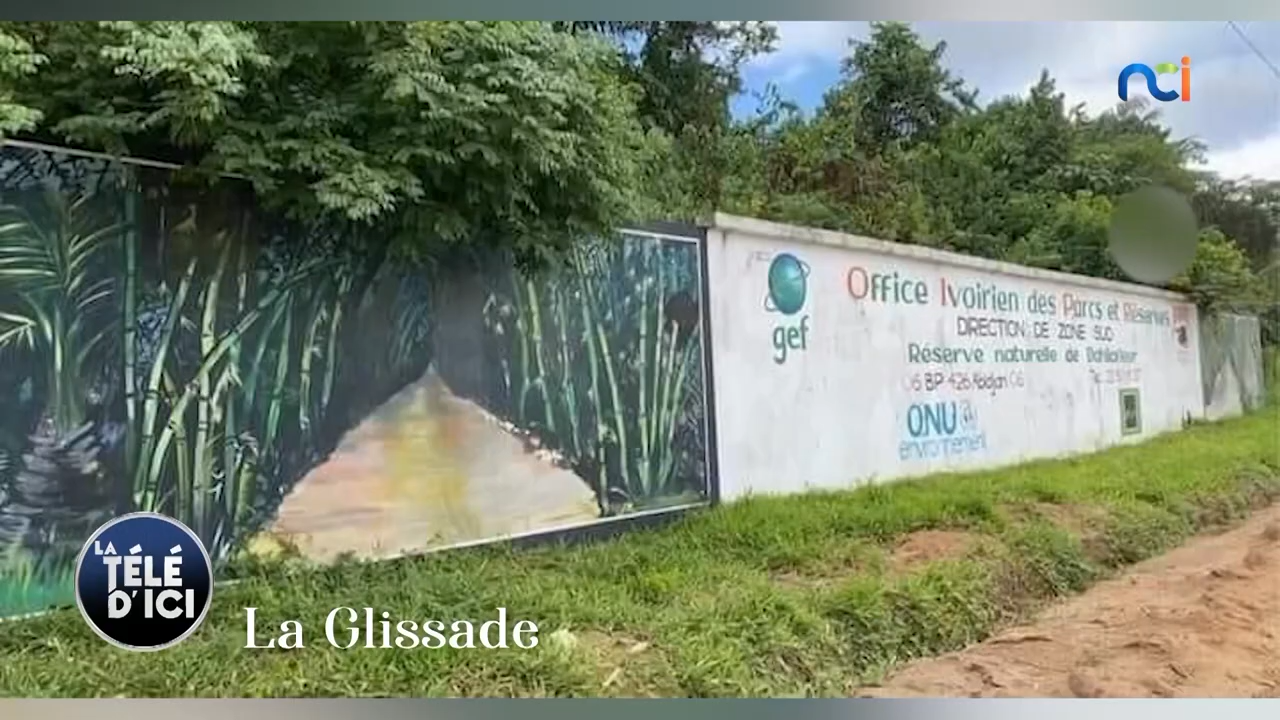 nci
gef
Office Ivoirien des Parcs et Réserves
DIRECTION DE ZONE SUD
Réserve naturelle de Dahliafleur
06 BP 426 Abidjan 06
ONU
environnement
LA
TÉLÉ
D'ICI
La Glissade